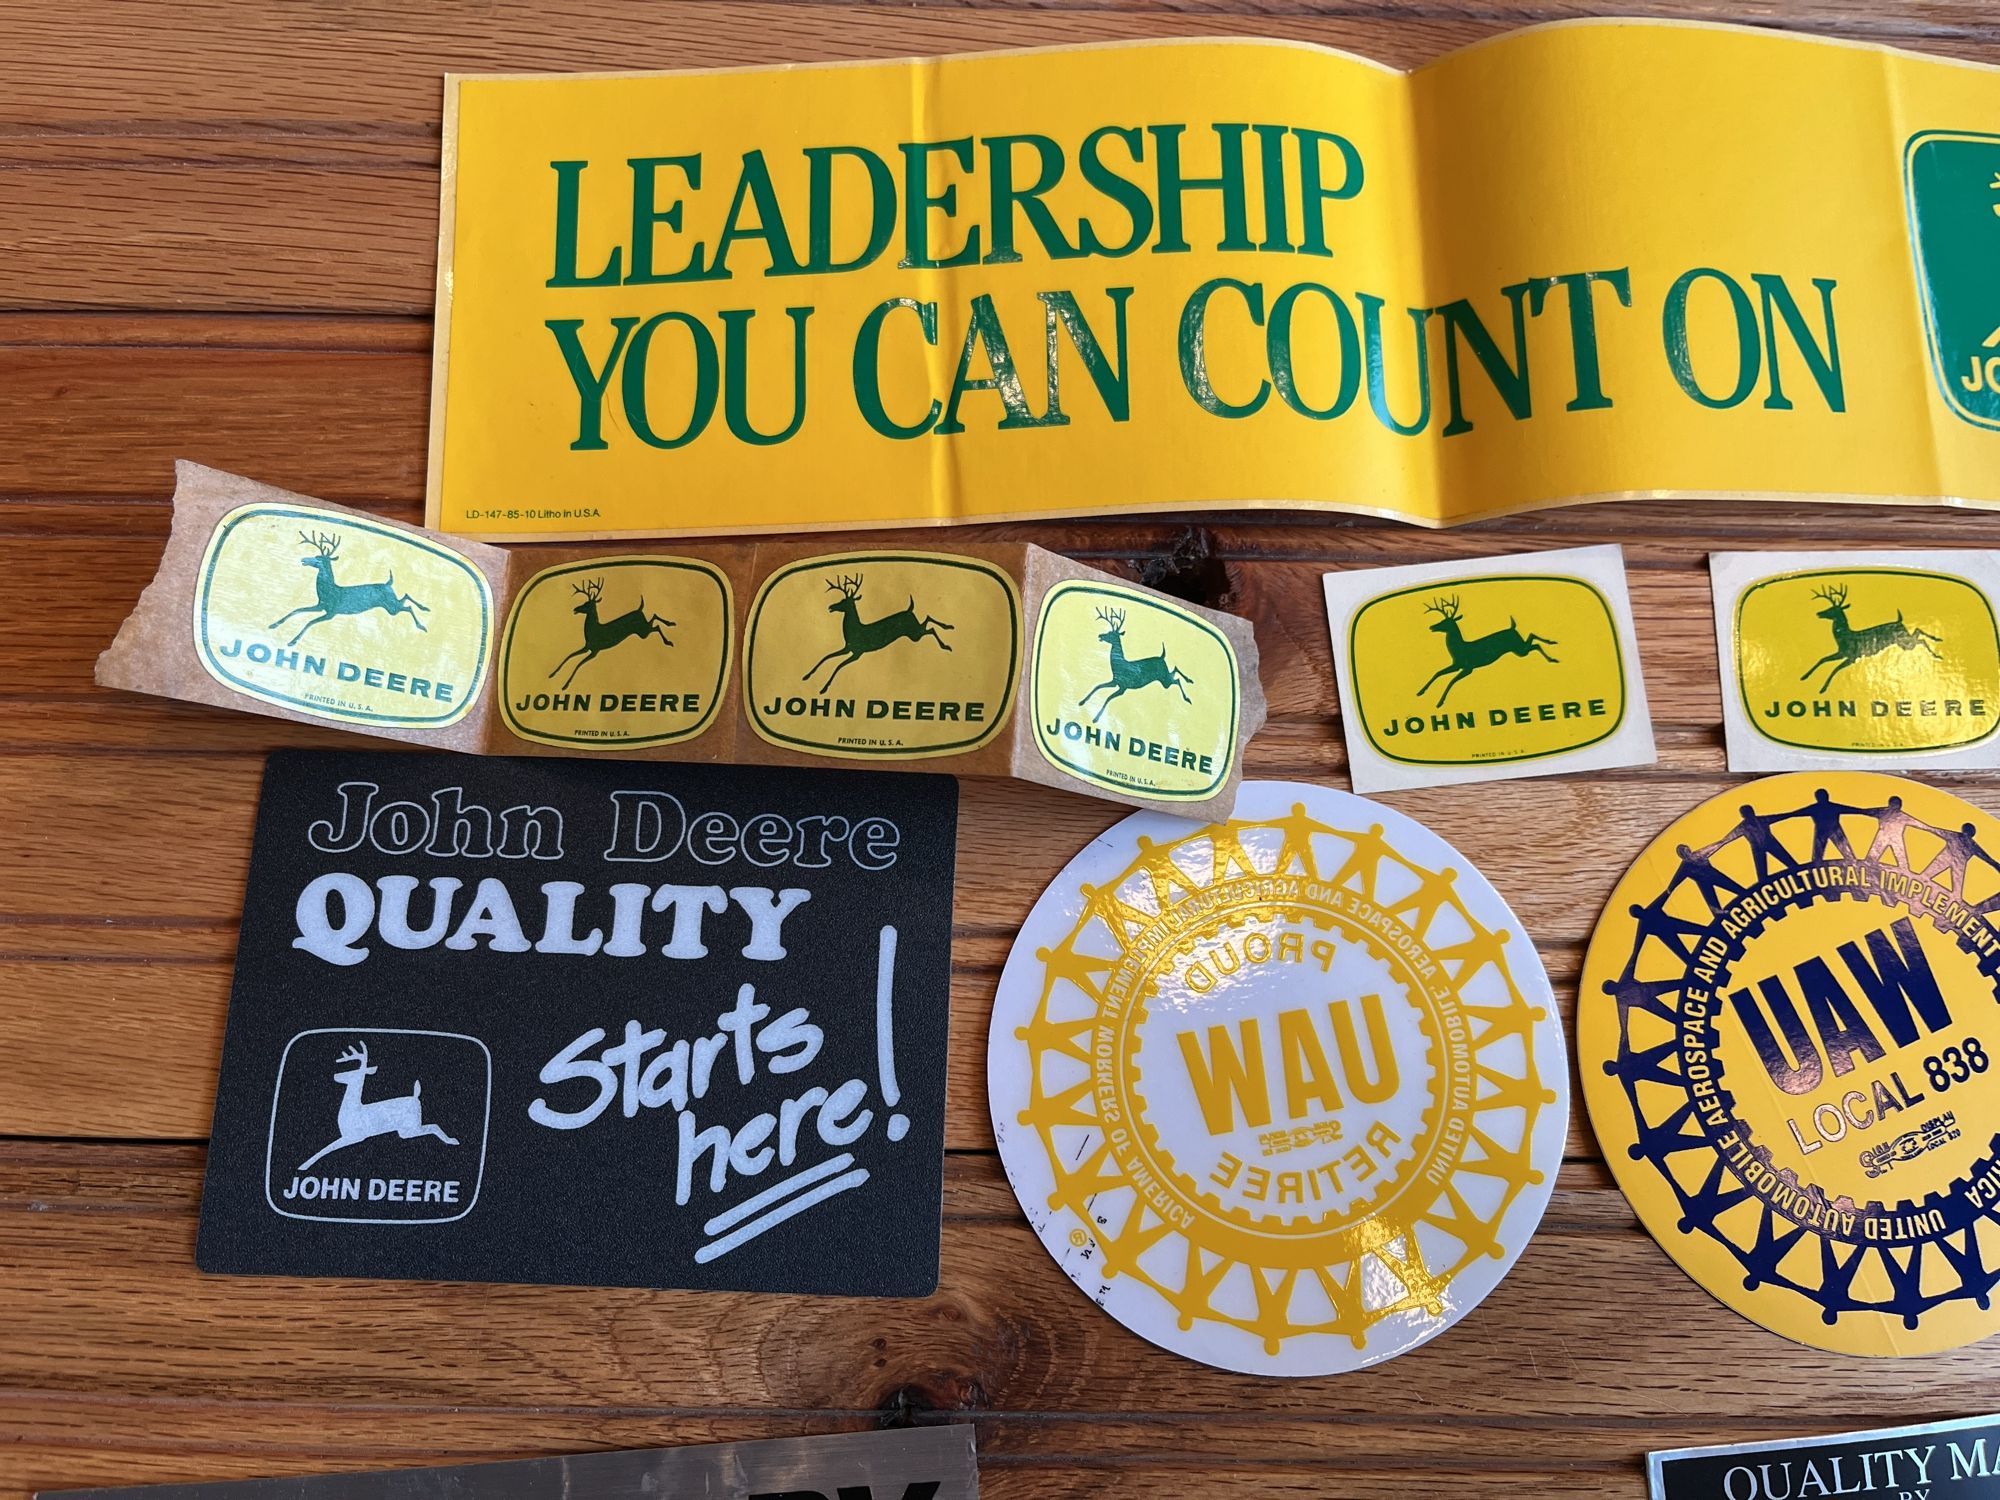 LEADERSHIP
YOU CAN COUNT ON
LD-147-85-10 Litho in U.S.A.
JOHN DEERE
PRINTED IN U.S.A.
JOHN DEERE
PRINTED IN U.S.A.
JOHN DEERE
PRINTED IN U.S.A.
JOHN DEERE
PRINTED IN U.S.A.
JOHN DEERE
PRINTED IN U.S.A.
JOHN DEERE
PRINTED IN U.S.A.
John Deere
QUALITY
Starts
here!
JOHN DEERE
UNITED AUTOMOBILE AEROSPACE AND AGRICULTURAL IMPLEMENT WORKERS OF AMERICA
PROUD
UAW
RETIREE
®
UNITED AUTOMOBILE AEROSPACE AND AGRICULTURAL IMPLEMENT
UAW
LOCAL 838
QUALITY
BY